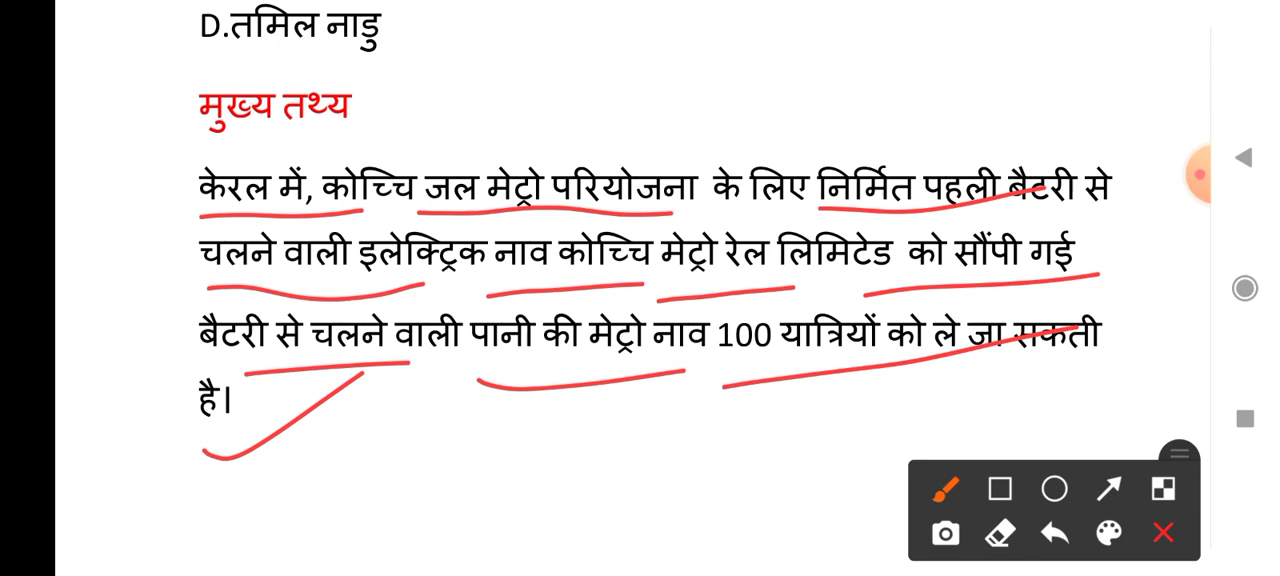 D.तमिल नाडु
मुख्य तथ्य
केरल में, कोच्चि जल मेट्रो परियोजना के लिए निर्मित पहली बैटरी से
चलने वाली इलेक्ट्रिक नाव कोच्चि मेट्रो रेल लिमिटेड को सौंपी गई
बैटरी से चलने वाली पानी की मेट्रो नाव 100 यात्रियों को ले जा सकती
है।